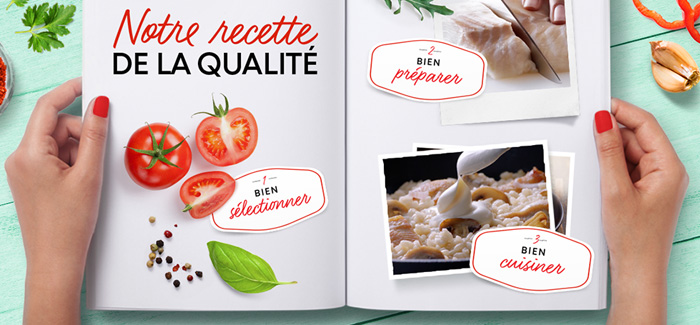 Notre recette
DE LA QUALITÉ
1
BIEN
sélectionner
2
BIEN
préparer
3
BIEN
cuisiner